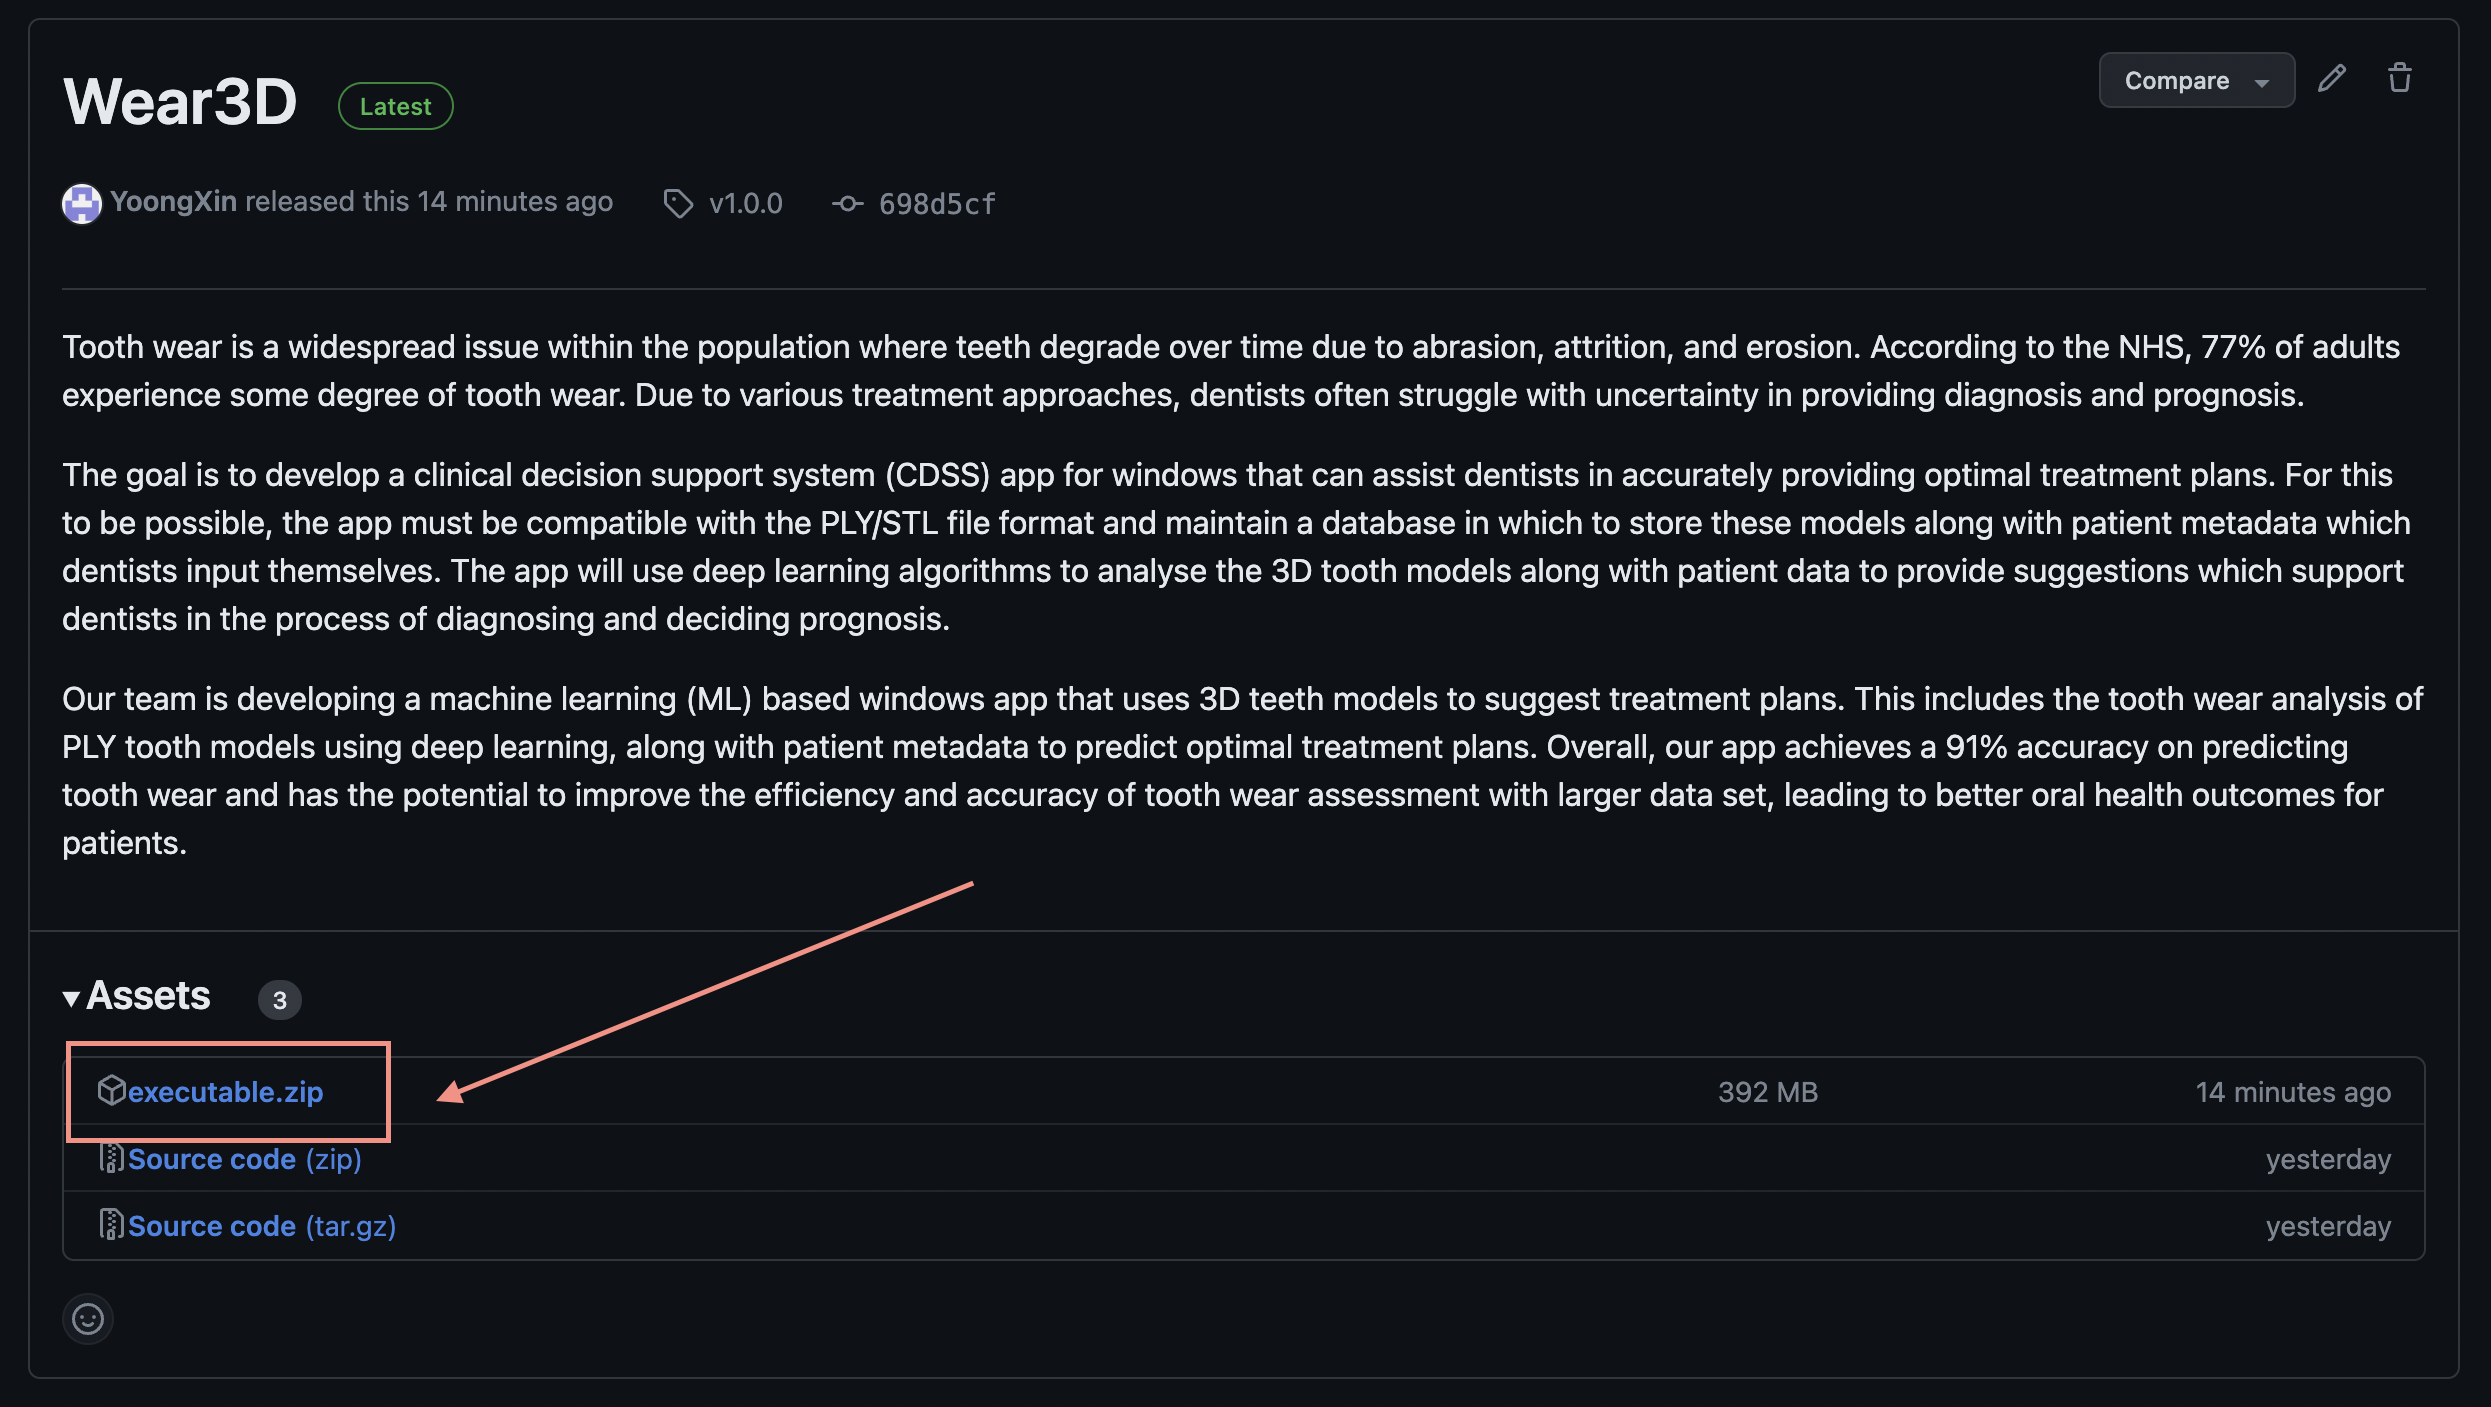 Wear3D Latest Compare
YoongXin released this 14 minutes ago v1.0.0 698d5cf
Tooth wear is a widespread issue within the population where teeth degrade over time due to abrasion, attrition, and erosion. According to the NHS, 77% of adults
experience some degree of tooth wear. Due to various treatment approaches, dentists often struggle with uncertainty in providing diagnosis and prognosis.
The goal is to develop a clinical decision support system (CDSS) app for windows that can assist dentists in accurately providing optimal treatment plans. For this
to be possible, the app must be compatible with the PLY/STL file format and maintain a database in which to store these models along with patient metadata which
dentists input themselves. The app will use deep learning algorithms to analyse the 3D tooth models along with patient data to provide suggestions which support
dentists in the process of diagnosing and deciding prognosis.
Our team is developing a machine learning (ML) based windows app that uses 3D teeth models to suggest treatment plans. This includes the tooth wear analysis of
PLY tooth models using deep learning, along with patient metadata to predict optimal treatment plans. Overall, our app achieves a 91% accuracy on predicting
tooth wear and has the potential to improve the efficiency and accuracy of tooth wear assessment with larger data set, leading to better oral health outcomes for
patients.
Assets 3
executable.zip 392 MB 14 minutes ago
Source code (zip) yesterday
Source code (tar.gz) yesterday